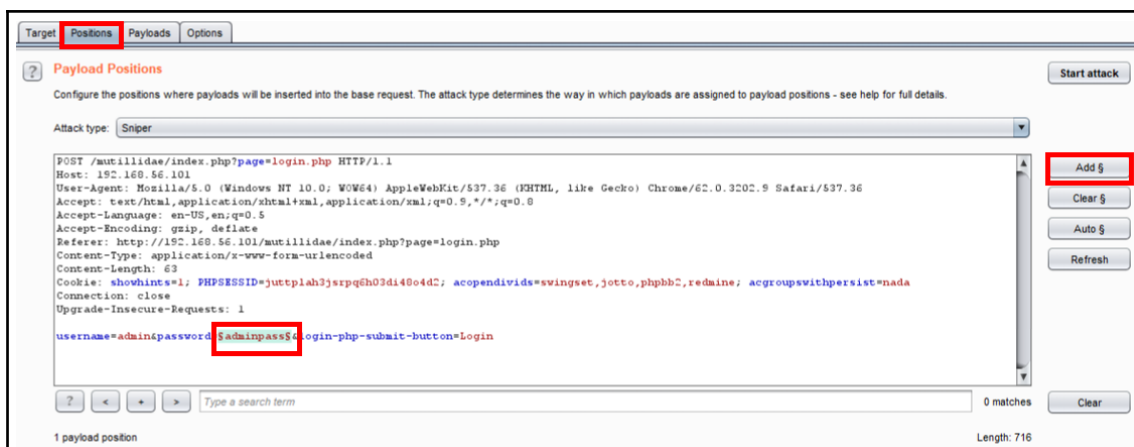 Target Positions Payloads Options
? Payload Positions
Start attack
Configure the positions where payloads will be inserted into the base request. The attack type determines the way in which payloads are assigned to payload positions - see help for full details.
Attack type: Sniper
POST /mutillidae/index.php?page=login.php HTTP/1.1
Host: 192.168.56.101
User-Agent: Mozilla/5.0 (Windows NT 10.0; WOW64) AppleWebKit/537.36 (KHTML, like Gecko) Chrome/62.0.3202.9 Safari/537.36
Accept: text/html,application/xhtml+xml,application/xml;q=0.9,*/*;q=0.8
Accept-Language: en-US,en;q=0.5
Accept-Encoding: gzip, deflate
Referer: http://192.168.56.101/mutillidae/index.php?page=login.php
Content-Type: application/x-www-form-urlencoded
Content-Length: 63
Cookie: showhints=1; PHPSESSID=juttplah3jsrpq6h03di48o4d2; acopendivids=swingset,jotto,phpbb2,redmine; acgroupswithpersist=nada
Connection: close
Upgrade-Insecure-Requests: 1
username=admin&password §adminpass§&login-php-submit-button=Login
Add §
Clear §
Auto §
Refresh
? < + > Type a search term 0 matches Clear
1 payload position Length: 716